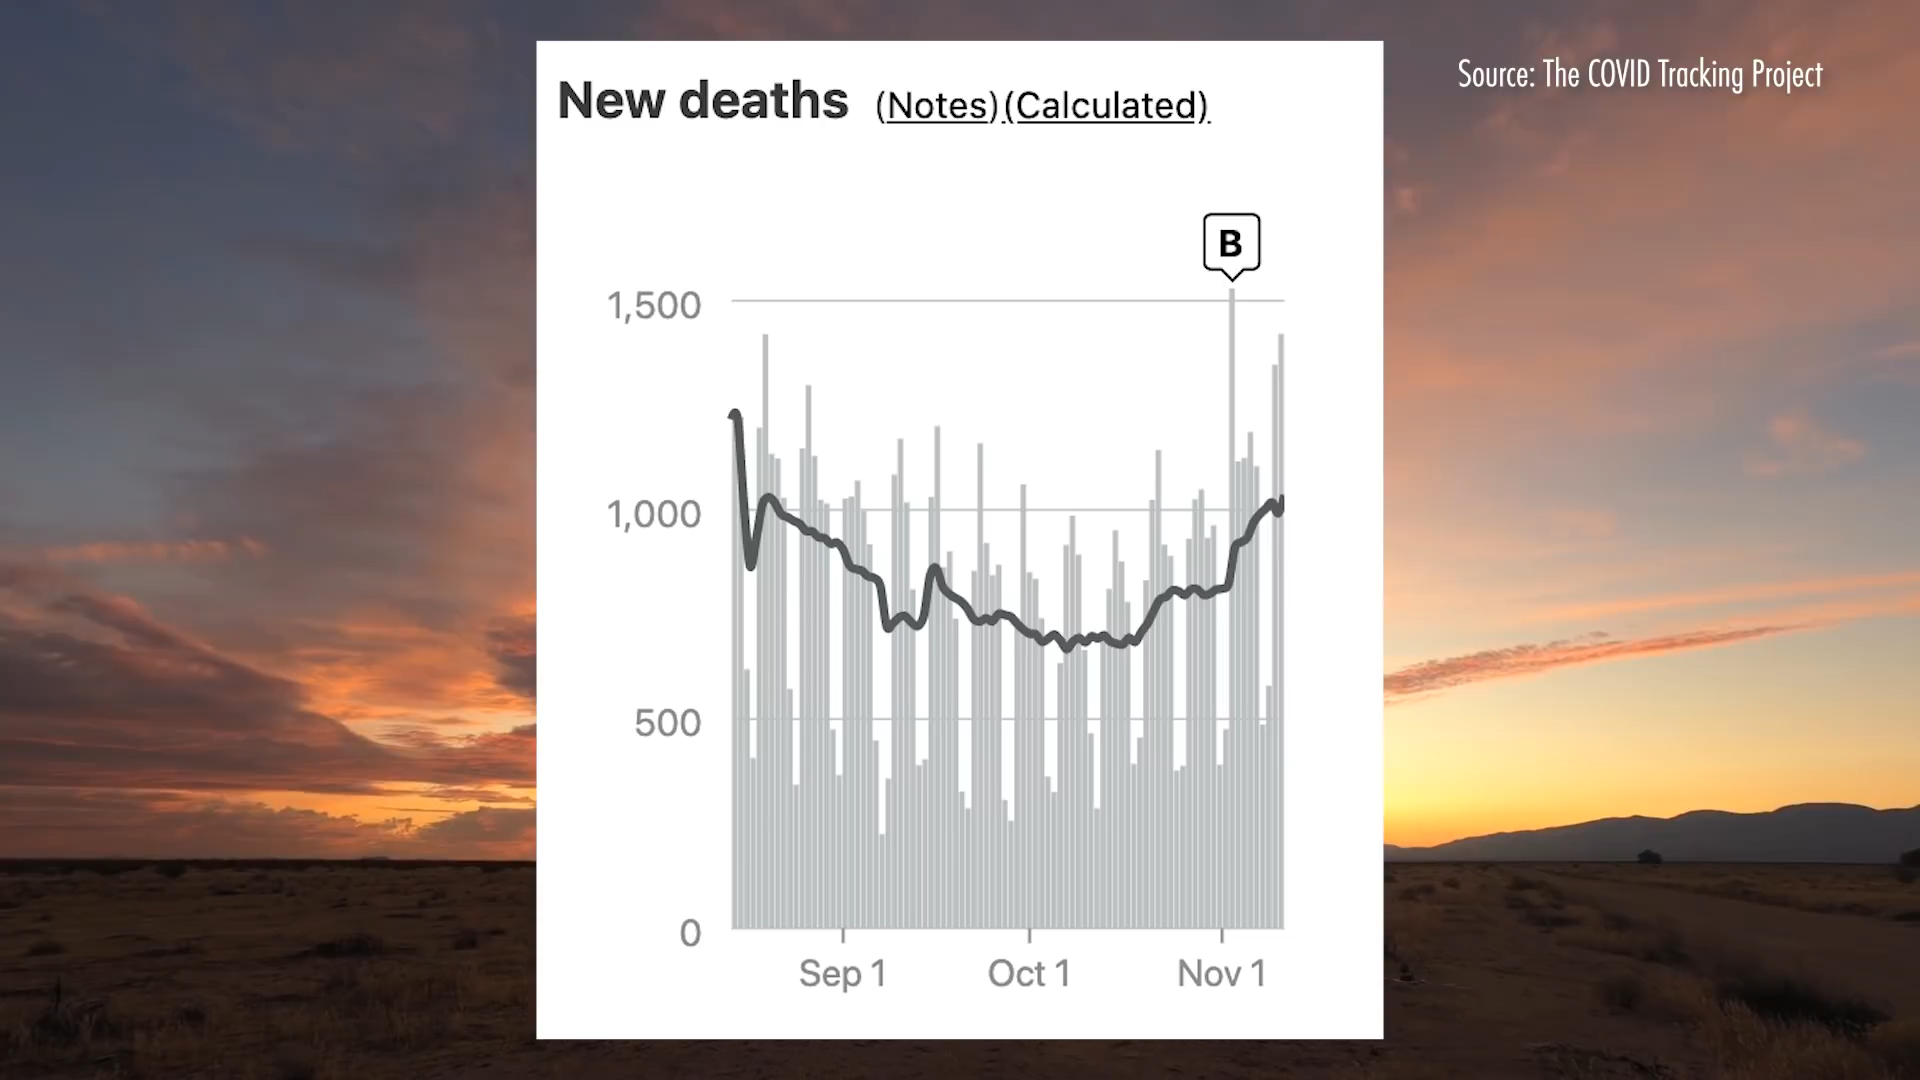 Source: The COVID Tracking Project
New deaths (Notes) (Calculated)
B
1,500
1,000
500
0
Sep 1 Oct 1 Nov 1